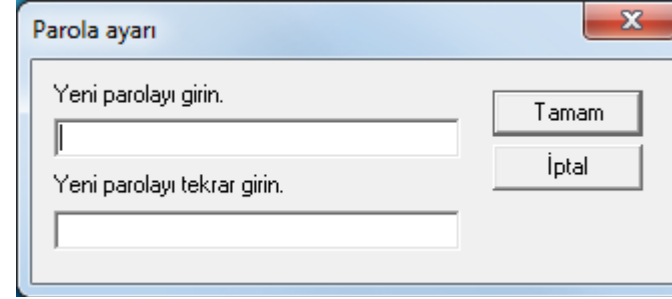 Parola ayarı
Yeni parolayı girin.
Tamam
İptal
Yeni parolayı tekrar girin.